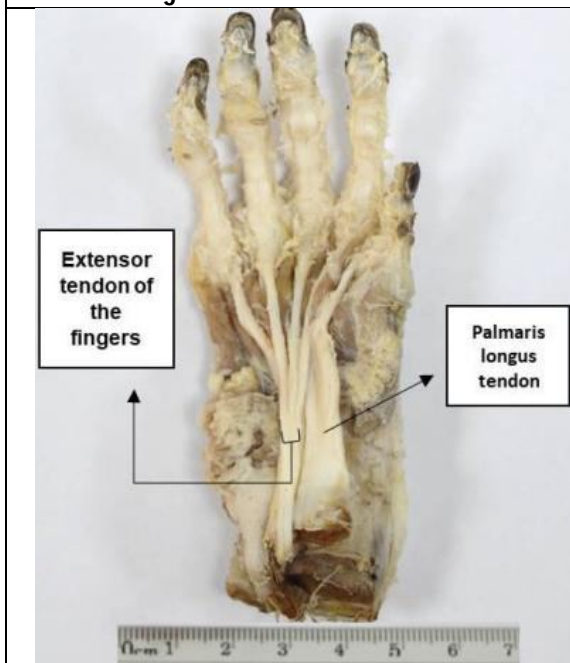 Extensor
tendon of
the
fingers
Palmaris
longus
tendon
0cm 1 2 3 4 5 6 7